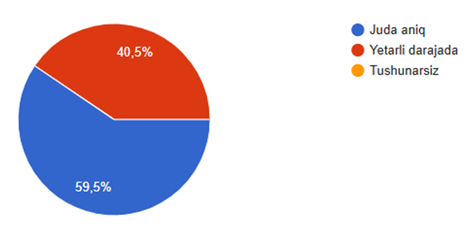 Juda aniq
40,5%
Yetarli darajada
Tushunarsiz
59,5%